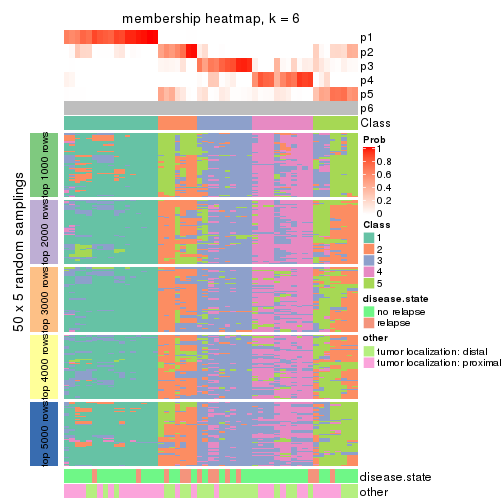 membership heatmap, k = 6
p1
p2
p3
p4
p5
p6
Class
50 x 5 random samplings
top 1000 rows
top 2000 rows
top 3000 rows
top 4000 rows
top 5000 rows
Prob
1
0.8
0.6
0.4
0.2
0
Class
1
2
3
4
5
disease.state
no relapse
relapse
other
tumor localization: distal
tumor localization: proximal
disease.state
other